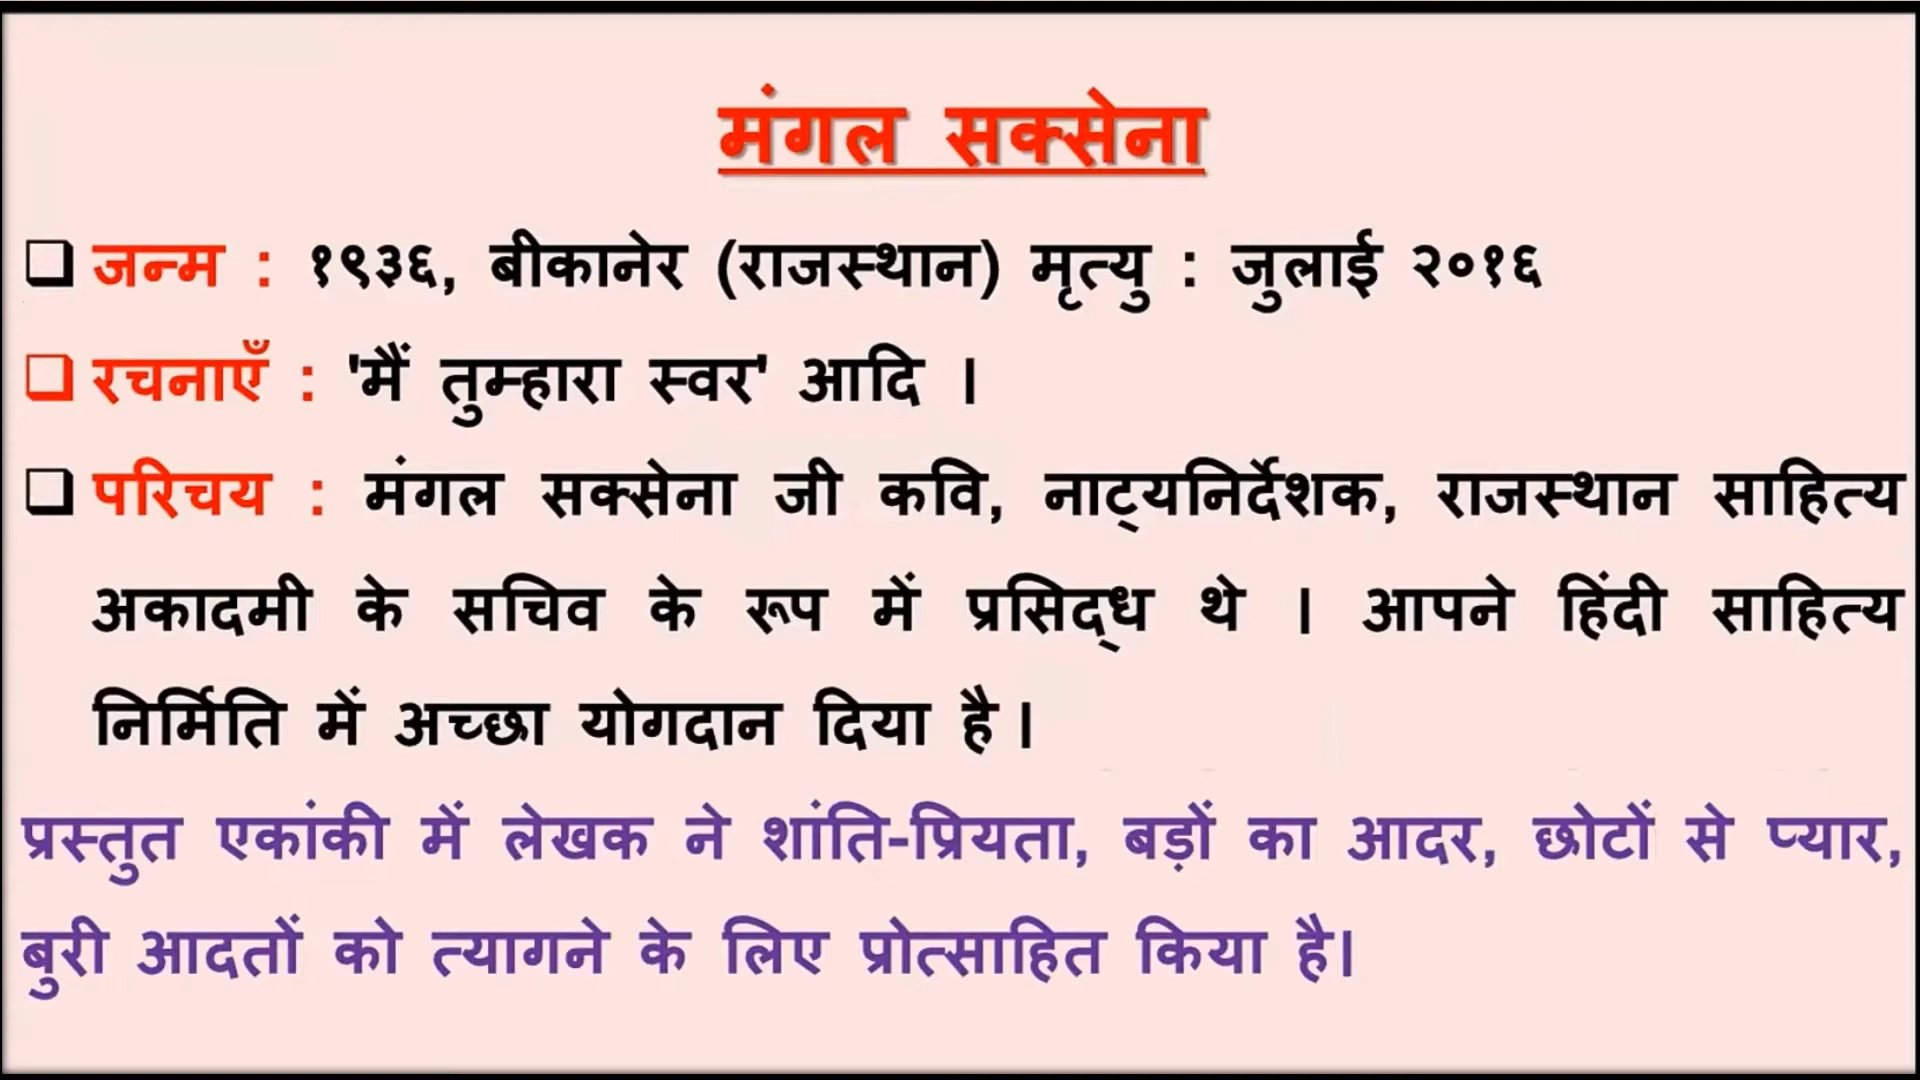 मंगल सक्सेना
जन्म : १९३६, बीकानेर (राजस्थान) मृत्यु : जुलाई २०१६
रचनाएँ : 'मैं तुम्हारा स्वर' आदि ।
परिचय : मंगल सक्सेना जी कवि, नाट्‌यनिर्देशक, राजस्थान साहित्य
अकादमी के सचिव के रूप में प्रसिद्‌ध थे । आपने हिंदी साहित्य
निर्मिति में अच्छा योगदान दिया है ।
प्रस्तुत एकांकी में लेखक ने शांति-प्रियता, बड़ों का आदर, छोटों से प्यार,
बुरी आदतों को त्यागने के लिए प्रोत्साहित किया है।